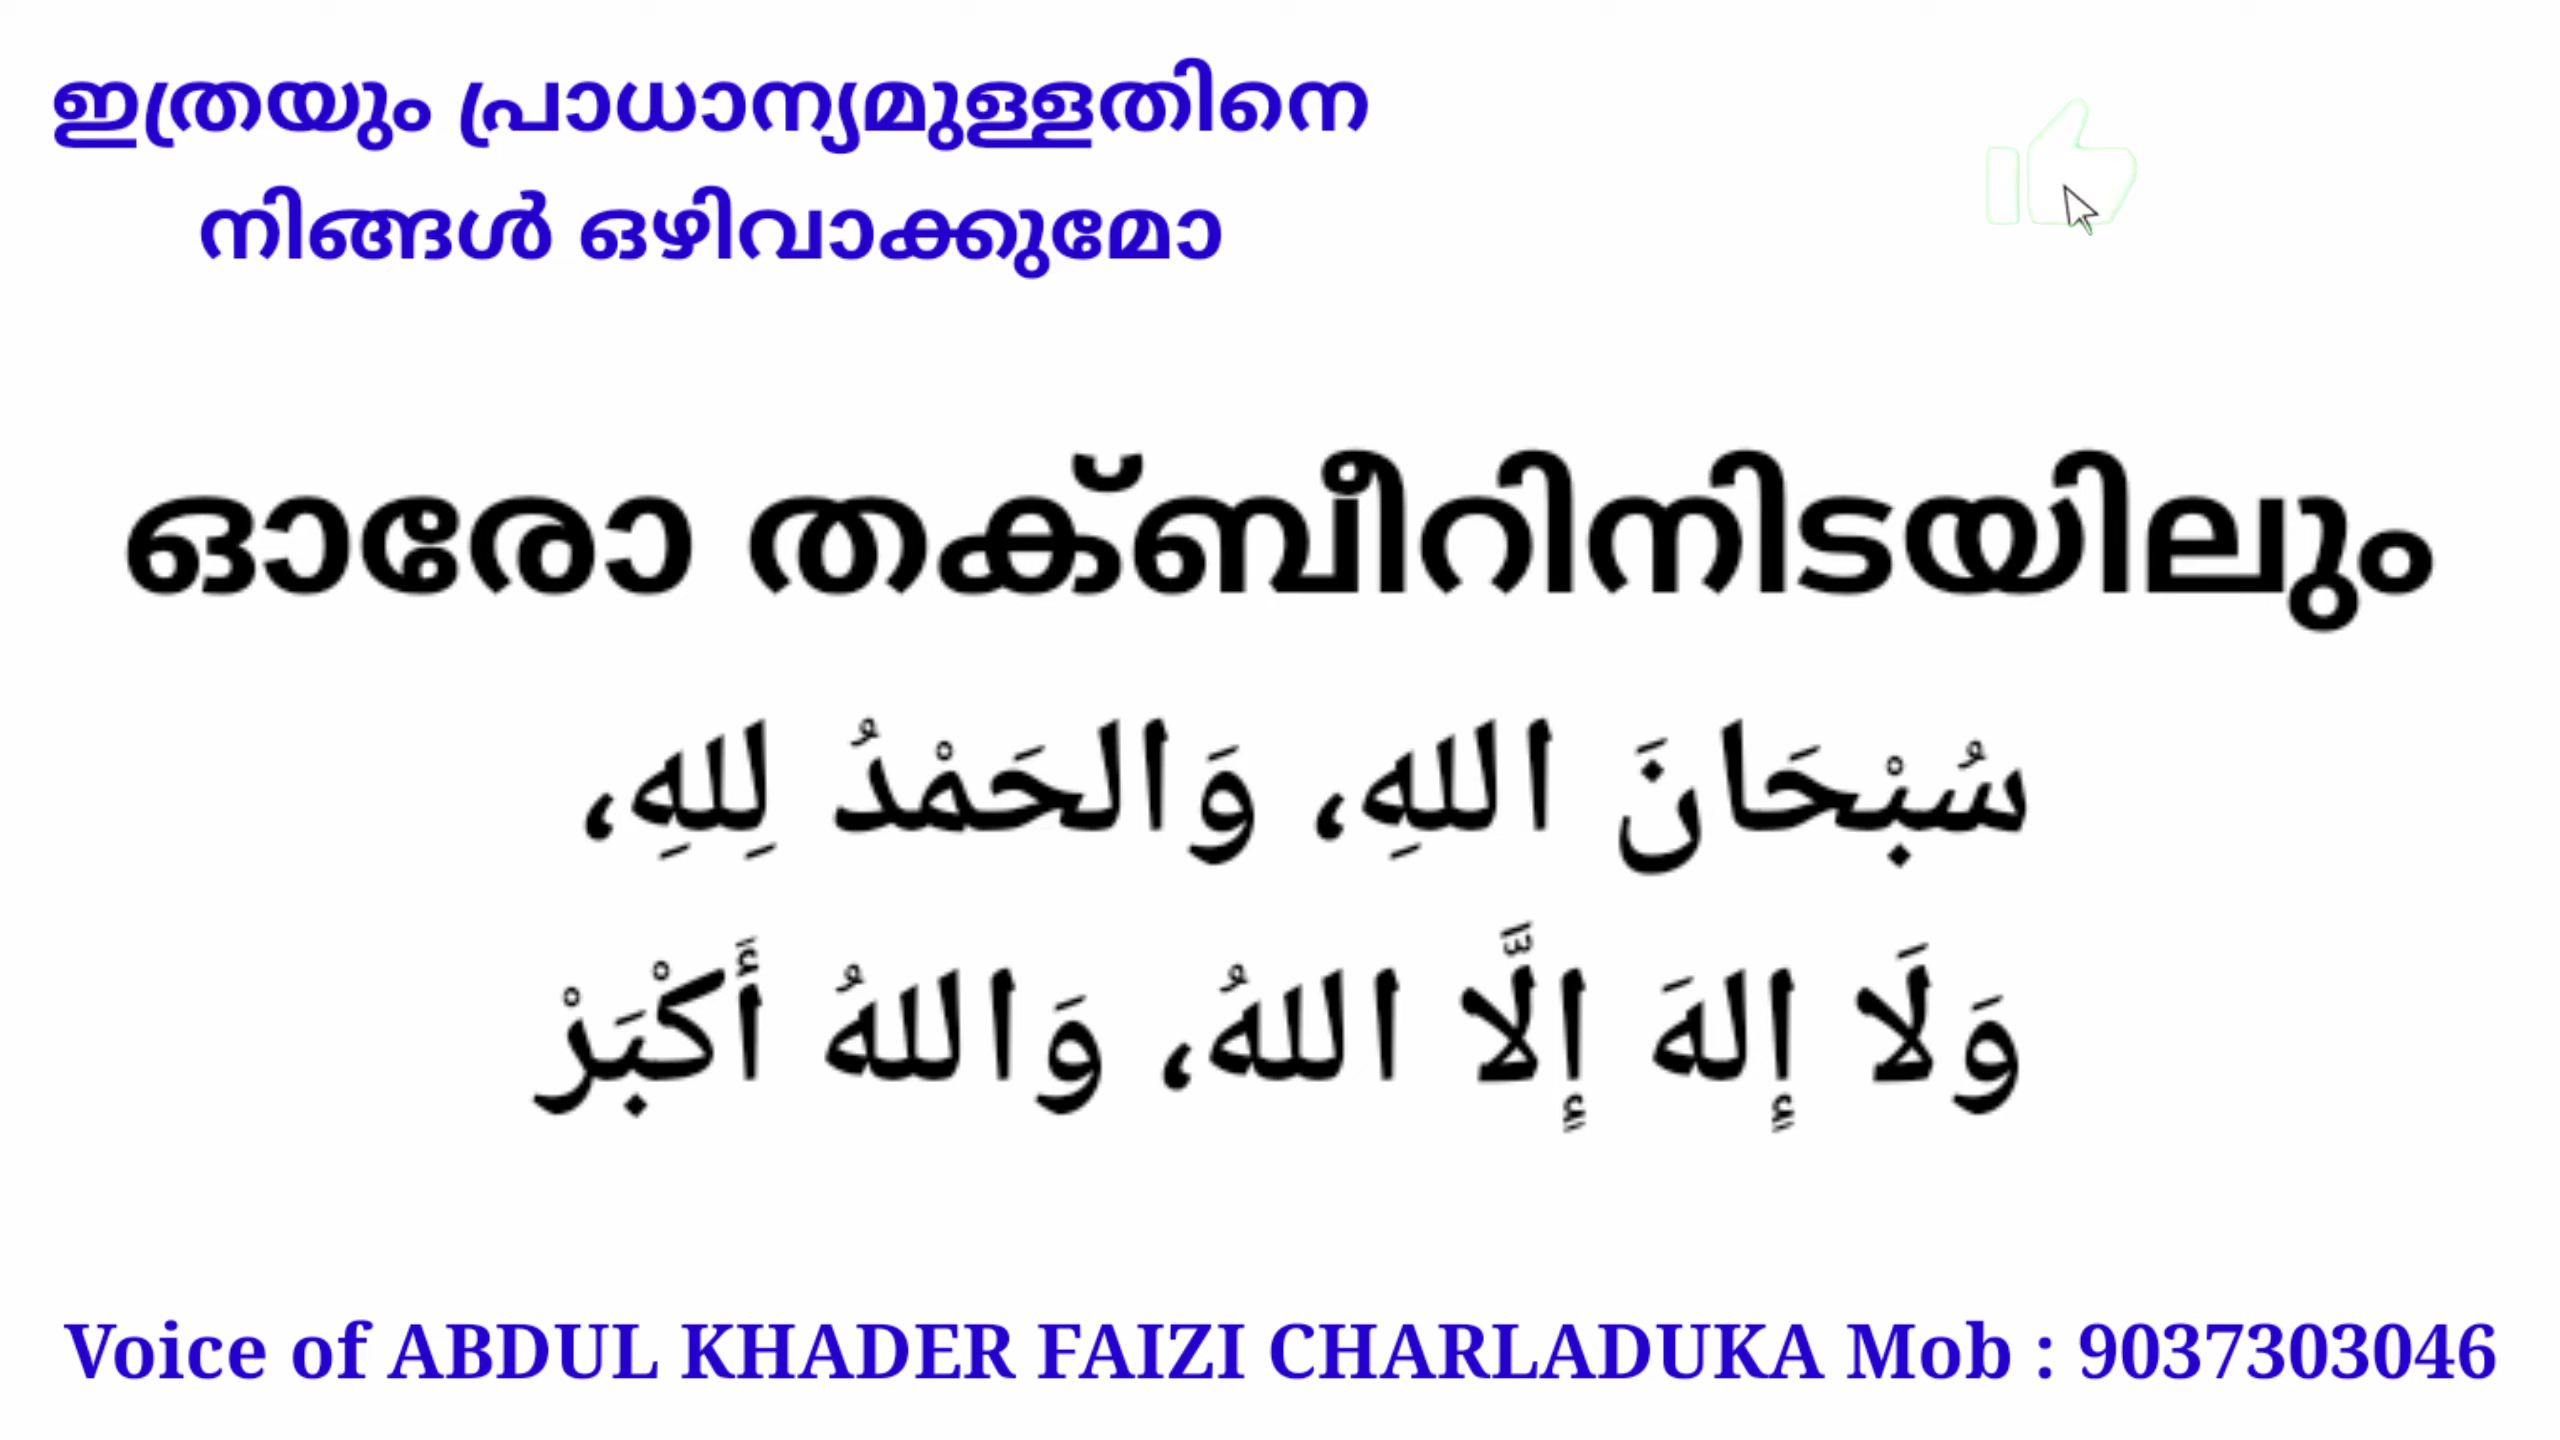 ഇത്രയും പ്രാധാന്യമുള്ളതിനെ
നിങ്ങൾ ഒഴിവാക്കുമോ
ഓരോ തക്ബീറിനിടയിലും
سُبْحَانَ اللهِ، وَالحَمْدُ لِلهِ،
وَلَا إِلهَ إِلَّا اللهُ، وَاللهُ أَكْبَرْ
Voice of ABDUL KHADER FAIZI CHARLADUKA Mob : 9037303046